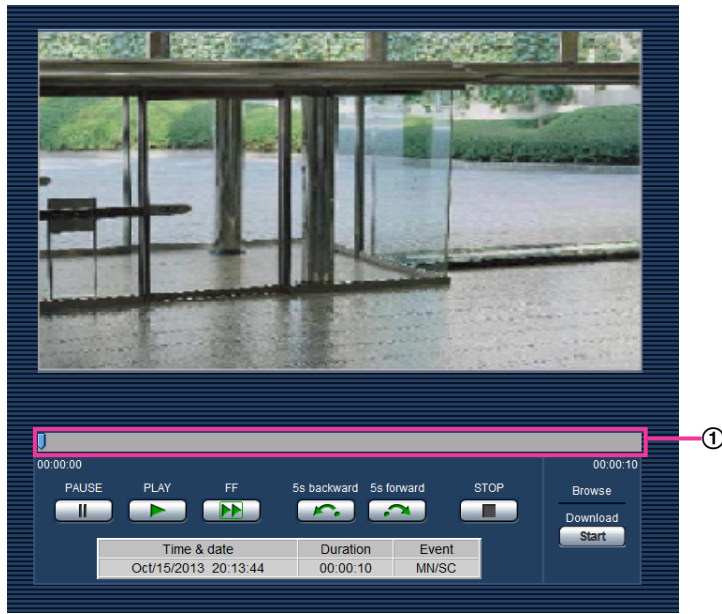 ①
00:00:00 00:00:10
PAUSE PLAY FF 5s backward 5s forward STOP Browse
Download
Start
Time & date Duration Event
Oct/15/2013 20:13:44 00:00:10 MN/SC